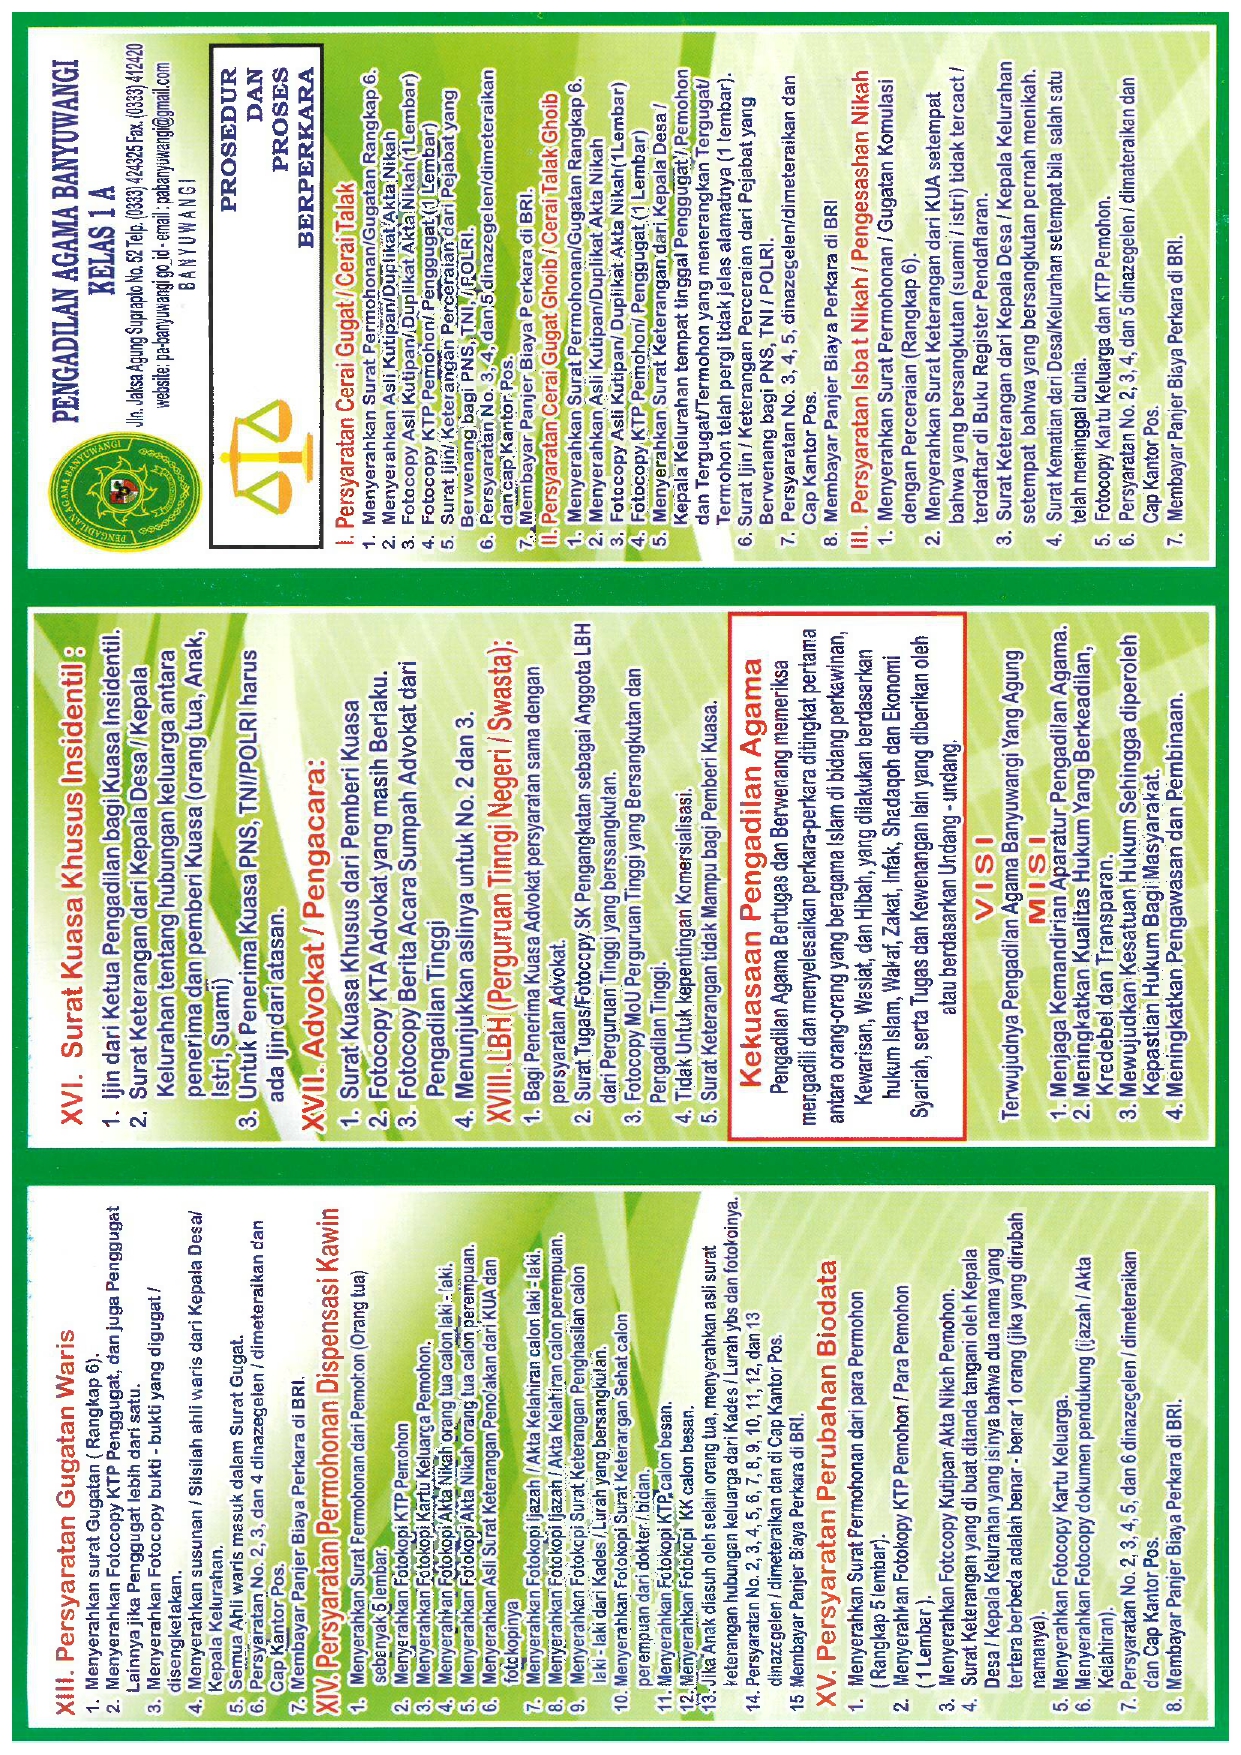 XIII. Persyaratan Gugatan Waris
1. Menyerahkan surat Gugatan ( Rangkap 6).
2. Menyerahkan Fotocopy KTP Penggugat, dan juga Penggugat
Lainnya jika Penggugat lebih dari satu.
3. Menyerahkan Fotocopy bukti - bukti yang digugat /
disengketakan.
4. Menyerahkan susunan / Silsilah ahli waris dari Kepala Desa/
Kepala Kelurahan.
5. Semua Ahli waris masuk dalam Surat Gugat.
6. Persyaratan No. 2, 3, dan 4 dinazegelen / dimeteraikan dan
Cap Kantor Pos.
7. Membayar Panjer Biaya Perkara di BRI.
XIV. Persyaratan Permohonan Dispensasi Kawin
1. Menyerahkan Surat Permohonan dari Pemohon (Orang tua)
sebanyak 5 lembar.
2. Menyerahkan Fotokopi KTP Pemohon
3. Menyerahkan Fotokopi Kartu Keluarga Pemohon.
4. Menyerahkan Fotokopi Akta Nikah orang tua calon laki - laki.
5. Menyerahkan Fotokopi Akta Nikah orang tua calon perempuan.
6. Menyerahkan Asli Surat Keterangan Penolakan dari KUA dan
fotokopinya
7. Menyerahkan Fotokopi Ijazah / Akta Kelahiran calon laki - laki.
8. Menyerahkan Fotokopi Ijazah / Akta Kelahiran calon perempuan.
9. Menyerahkan Fotokopi Surat Keterangan Penghasilan calon
laki - laki dari Kades / Lurah yang bersangkutan.
10. Menyerahkan Fotokopi Surat Keterangan Sehat calon
perempuan dari dokter / bidan.
11. Menyerahkan Fotokopi KTP calon besan.
12. Menyerahkan Fotokopi KK calon besan.
13. Jika Anak diasuh oleh selain orang tua, menyerahkan asli surat
keterangan hubungan keluarga dari Kades / Lurah ybs dan fotokoinya.
14. Persyaratan No. 2, 3, 4, 5, 6, 7, 8, 9, 10, 11, 12, dan 13
dinazegelen / dimeteraikan dan di Cap Kantor Pos.
15 Membayar Panjer Biaya Perkara di BRI.
XV. Persyaratan Perubahan Biodata
1. Menyerahkan Surat Permohonan dari para Permohon
( Rangkap 5 lembar).
2. Menyerahkan Fotokopy KTP Pemohon / Para Pemohon
( 1 Lembar ).
3. Menyerahkan Fotocopy Kutipan Akta Nikah Pemohon.
4. Surat Keterangan yang di buat ditanda tangani oleh Kepala
Desa / Kepala Kelurahan yang isinya bahwa dua nama yang
tertera berbeda adalah benar - benar 1 orang (jika yang dirubah
namanya).
5. Menyerahkan Fotocopy Kartu Keluarga.
6. Menyerahkan Fotocopy dokumen pendukung (ijazah / Akta
Kelahiran).
7. Persyaratan No. 2, 3, 4, 5, dan 6 dinazegelen / dimeteraikan
dan Cap Kantor Pos.
8. Membayar Panjer Biaya Perkara di BRI.
XVI. Surat Kuasa Khusus Insidentil :
1. Ijin dari Ketua Pengadilan bagi Kuasa Insidentil.
2. Surat Keterangan dari Kepala Desa / Kepala
Kelurahan tentang hubungan keluarga antara
penerima dan pemberi Kuasa (orang tua, Anak,
Istri, Suami)
3. Untuk Penerima Kuasa PNS, TNI/POLRI harus
ada Ijin dari atasan.
XVII. Advokat / Pengacara:
1. Surat Kuasa Khusus dari Pemberi Kuasa
2. Fotocopy KTA Advokat yang masih Berlaku.
3. Fotocopy Berita Acara Sumpah Advokat dari
Pengadilan Tinggi
4. Menunjukkan aslinya untuk No. 2 dan 3.
XVIII. LBH (Perguruan Tinngi Negeri / Swasta):
1. Bagi Penerima Kuasa Advokat persyaratan sama dengan
persyaratan Advokat.
2. Surat Tugas/Fotocopy SK Pengangkatan sebagai Anggota LBH
dari Perguruan Tinggi yang berssangkutan.
3. Fotocopy MoU Perguruan Tinggi yang Bersangkutan dan
Pengadilan Tinggi.
4. Tidak Untuk kepentingan Komersialisasi.
5. Surat Keterangan tidak Mampu bagi Pemberi Kuasa.
Kekuasaan Pengadilan Agama
Pengadilan Agama Bertugas dan Berwenang memeriksa
mengadili dan menyelesaikan perkara-perkara ditingkat pertama
antara orang-orang yang beragama Islam di bidang perkawinan,
Kewarisan, Wasiat, dan Hibah, yang dilakukan berdasarkan
hukum Islam, Wakaf, Zakat, Infak, Shadaqoh dan Ekonomi
Syariah, serta Tugas dan Kewenangan lain yang diberikan oleh
atau berdasarkan Undang - undang.
VISI
Terwujudnya Pengadilan Agama Banyuwangi Yang Agung
MISI
1. Menjaga Kemandirian Aparatur Pengadilan Agama.
2. Meningkatkan Kualitas Hukum Yang Berkeadilan,
Kredebel dan Transparan.
3. Mewujudkan Kesatuan Hukum Sehingga diperoleh
Kepastian Hukum Bagi Masyarakat.
4. Meningkatkan Pengawasan dan Pembinaan.
PENGADILAN AGAMA BANYUWANGI
PENGADILAN AGAMA BANYUWANGI
KELAS 1 A
Jln. Jaksa Agung Suprapto No. 52 Telp. (0333) 424325 Fax. (0333) 412420
website: pa-banyuwangi go_id - email : pabanyuwangi@gmail.com
BANYUWANGI
PROSEDUR
DAN
PROSES
BERPERKARA
I. Persyaratan Cerai Gugat / Cerai Talak
1. Menyerahkan Surat Permohonan/Gugatan Rangkap 6.
2. Menyerahkan Asli Kutipan/Duplikat Akta Nikah
3. Fotocopy Asli Kutipan/ Duplikat Akta Nikah(1Lembar)
4. Fotocopy KTP Pemohon/ Penggugat (1 Lembar)
5. Surat ijin/ Keterangan Perceraian dari Pejabat yang
Berwenang bagi PNS, TNI, / POLRI.
6. Persyaratan No. 3, 4, dan 5 dinazegelen/dimeteraikan
dan cap Kantor Pos.
7. Membayar Panjer Biaya Perkara di BRI.
II. Persyaratan Cerai Gugat Ghoib / Cerai Talak Ghoib
1. Menyerahkan Surat Permohonan/Gugatan Rangkap 6.
2. Menyerahkan Asli Kutipan/Duplikat Akta Nikah
3. Fotocopy Asli Kutipan/ Duplikat Akta Nikah(1Lembar)
4. Fotocopy KTP Pemohon/ Penggugat (1 Lembar)
5. Menyerahkan Surat Keterangan dari Kepala Desa /
Kepala Kelurahan tempat tinggal Penggugat / Pemohon
dan Tergugat/Termohon yang menerangkan Tergugat/
Termohon telah pergi tidak jelas alamatnya (1 lembar).
6. Surat Ijin / Keterangan Perceraian dari Pejabat yang
Berwenang bagi PNS, TNI / POLRI.
7. Persyaratan No. 3, 4, 5, dinazegelen/dimeteraikan dan
Cap Kantor Pos.
8. Membayar Panjer Biaya Perkara di BRI
III. Persyaratan Isbat Nikah / Pengesashan Nikah
1. Menyerahkan Surat Permohonan / Gugatan Komulasi
dengan Perceraian (Rangkap 6).
2. Menyerahkan Surat Keterangan dari KUA setempat
bahwa yang bersangkutan (suami / istri) tidak tercact /
terdaftar di Buku Register Pendaflaran.
3. Surat Keterangan dari Kepala Desa / Kepala Kelurahan
setempat bahwa yang bersangkutan pernah menikah.
4. Surat Kematian dari Desa/Kelurahan setempat bila salah satu
telah meninggal dunia.
5. Fotocopy Kartu Keluarga dan KTP Pemohon.
6. Persyaratan No. 2, 3, 4, dan 5 dinazegelen / dimateraikan dan
Cap Kantor Pos.
7. Membayar Panjer Biaya Perkara di BRI.